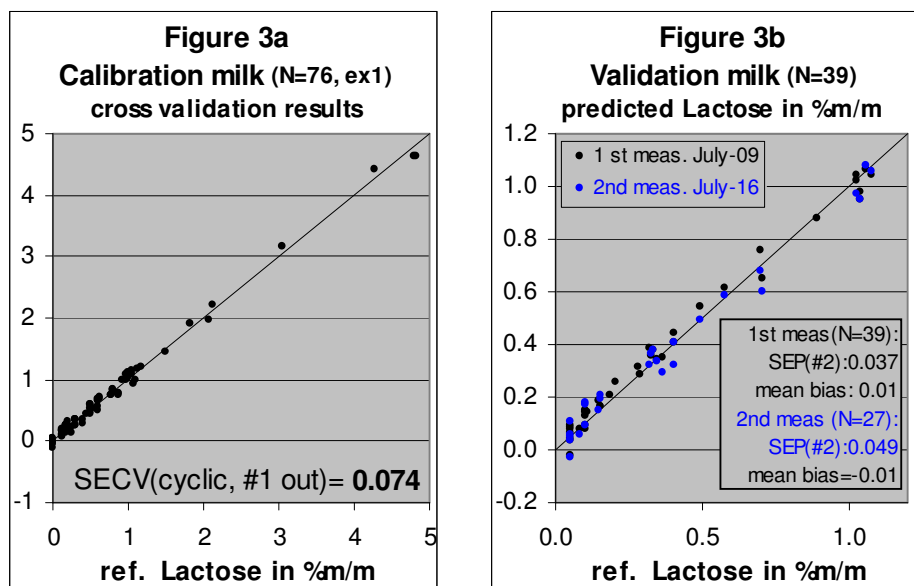 Figure 3a
Calibration milk (N=76, ex1)
cross validation results
5
4
3
2
1
0
-1
SECV(cyclic, #1 out)= 0.074
0 1 2 3 4 5
ref. Lactose in %m/m
Figure 3b
Validation milk (N=39)
predicted Lactose in %m/m
1.2
1.0
0.8
0.6
0.4
0.2
0.0
-0.2
1 st meas. July-09
2nd meas. July-16
1st meas(N=39):
SEP(#2):0.037
mean bias: 0.01
2nd meas (N=27):
SEP(#2):0.049
mean bias=-0.01
0.0 0.5 1.0
ref. Lactose in %m/m